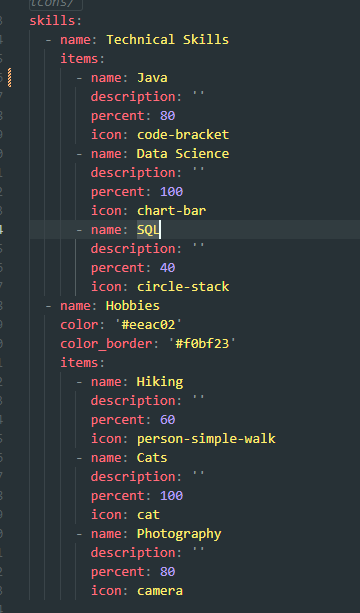 icons/
skills:
  - name: Technical Skills
    items:
      - name: Java
        description: ''
        percent: 80
        icon: code-bracket
      - name: Data Science
        description: ''
        percent: 100
        icon: chart-bar
      - name: SQL
        description: ''
        percent: 40
        icon: circle-stack
  - name: Hobbies
    color: '#eeac02'
    color_border: '#f0bf23'
    items:
      - name: Hiking
        description: ''
        percent: 60
        icon: person-simple-walk
      - name: Cats
        description: ''
        percent: 100
        icon: cat
      - name: Photography
        description: ''
        percent: 80
        icon: camera